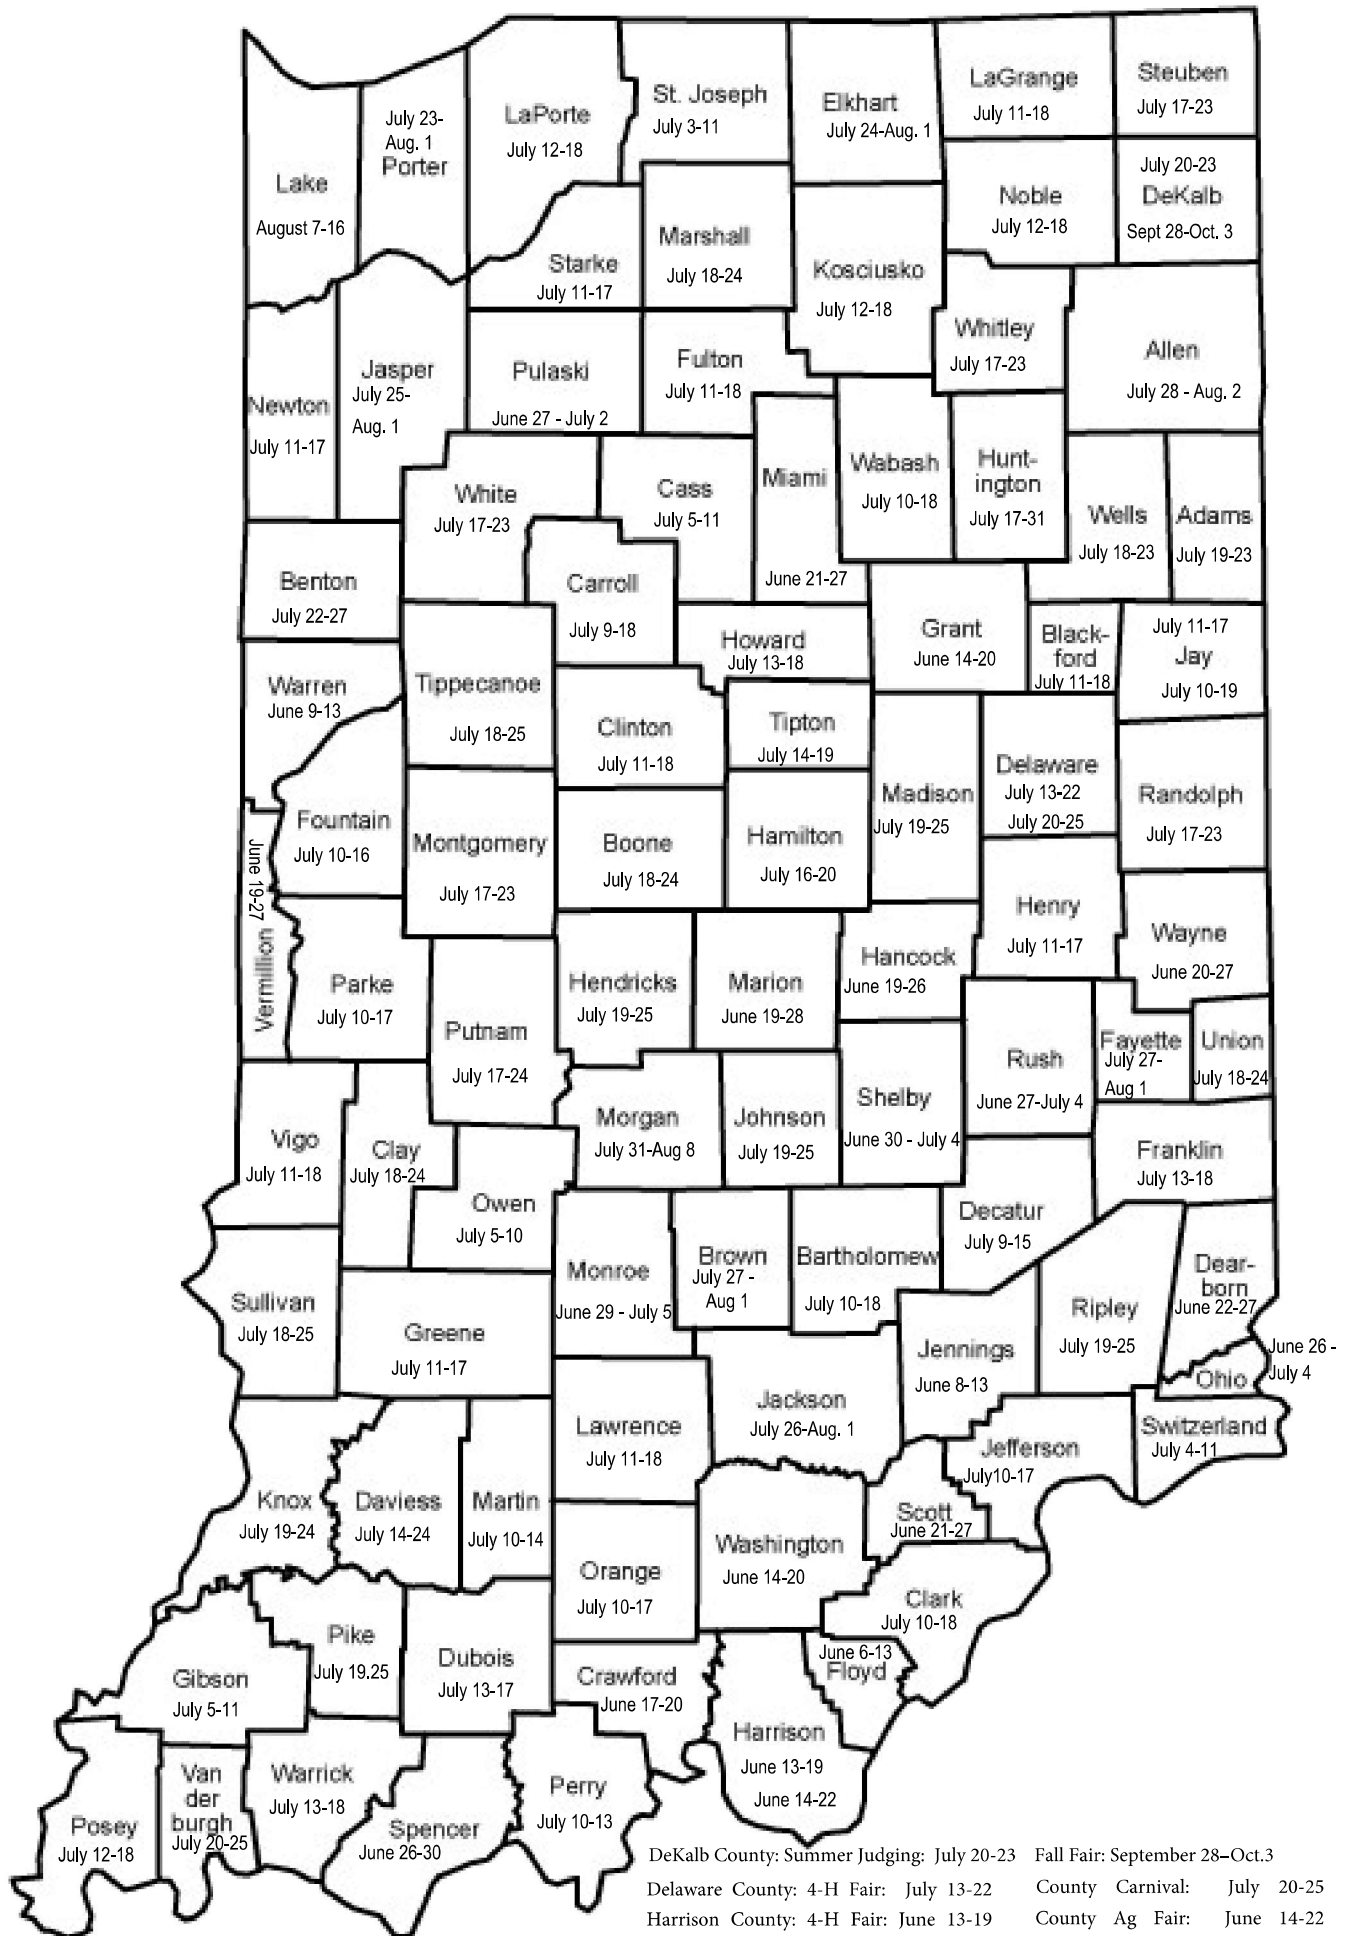 LaGrange
July 11-18
Steuben
July 17-23
St. Joseph
July 3-11
Elkhart
July 24-Aug. 1
LaPorte
July 12-18
July 23-
Aug. 1
Porter
Lake
August 7-16
Noble
July 12-18
July 20-23
DeKalb
Sept 28-Oct. 3
Marshall
July 18-24
Starke
July 11-17
Kosciusko
July 12-18
Whitley
July 17-23
Allen
July 28 - Aug. 2
Newton
July 11-17
Jasper
July 25-
Aug. 1
Pulaski
June 27 - July 2
Fulton
July 11-18
Miami
June 21-27
Wabash
July 10-18
Hunt-
ington
July 17-31
Wells
July 18-23
Adams
July 19-23
White
July 17-23
Cass
July 5-11
Benton
July 22-27
Carroll
July 9-18
Howard
July 13-18
Grant
June 14-20
Black-
ford
July 11-18
July 11-17
Jay
July 10-19
Warren
June 9-13
Tippecanoe
July 18-25
Clinton
July 11-18
Tipton
July 14-19
Madison
July 19-25
Delaware
July 13-22
July 20-25
Randolph
July 17-23
Fountain
July 10-16
Montgomery
July 17-23
Boone
July 18-24
Hamilton
July 16-20
June 19-27
Vermillion
Henry
July 11-17
Wayne
June 20-27
Parke
July 10-17
Putnam
July 17-24
Hendricks
July 19-25
Marion
June 19-28
Hancock
June 19-26
Rush
June 27-July 4
Fayette
July 27-
Aug 1
Union
July 18-24
Vigo
July 11-18
Clay
July 18-24
Owen
July 5-10
Morgan
July 31-Aug 8
Johnson
July 19-25
Shelby
June 30 - July 4
Franklin
July 13-18
Decatur
July 9-15
Sullivan
July 18-25
Greene
July 11-17
Monroe
June 29 - July 5
Brown
July 27 -
Aug 1
Bartholomew
July 10-18
Jennings
June 8-13
Ripley
July 19-25
Dear-
born
June 22-27
June 26 -
July 4
Ohio
Switzerland
July 4-11
Jackson
July 26-Aug. 1
Lawrence
July 11-18
Jefferson
July10-17
Knox
July 19-24
Daviess
July 14-24
Martin
July 10-14
Scott
June 21-27
Washington
June 14-20
Orange
July 10-17
Clark
July 10-18
Gibson
July 5-11
Pike
July 19.25
Dubois
July 13-17
Crawford
June 17-20
June 6-13
Floyd
Harrison
June 13-19
June 14-22
Posey
July 12-18
Van
der
burgh
July 20-25
Warrick
July 13-18
Spencer
June 26-30
Perry
July 10-13
DeKalb County: Summer Judging: July 20-23 Fall Fair: September 28–Oct.3
Delaware County: 4-H Fair: July 13-22 County Carnival: July 20-25
Harrison County: 4-H Fair: June 13-19 County Ag Fair: June 14-22